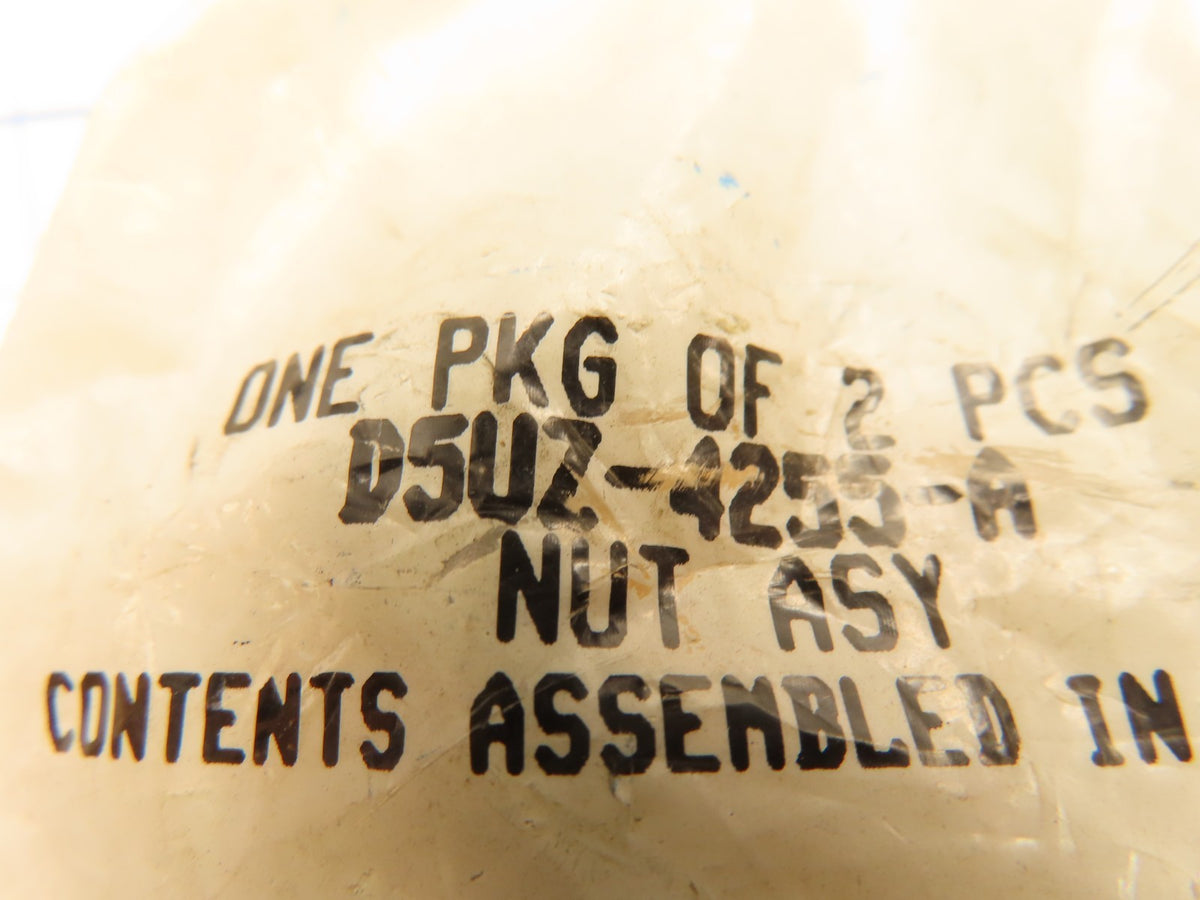 ONE PKG OF 2 PCS
D5UZ-4255-A
NUT ASY
CONTENTS ASSEMBLED IN